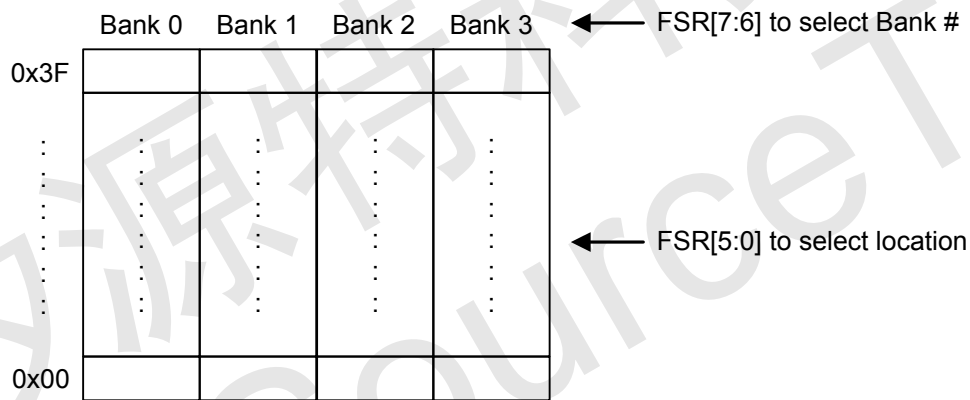 Bank 0 Bank 1 Bank 2 Bank 3 FSR[7:6] to select Bank #
0x3F
FSR[5:0] to select location
0x00